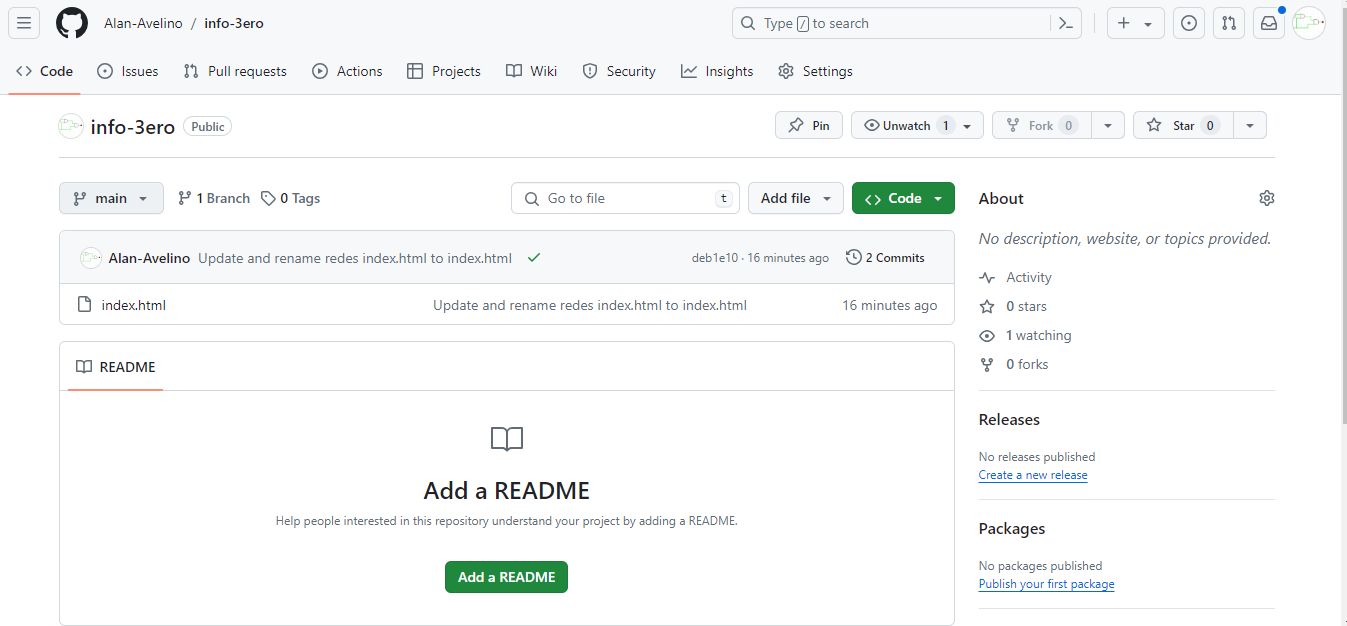 Alan-Avelino / info-3ero Type / to search
Code Issues Pull requests Actions Projects Wiki Security Insights Settings
info-3ero Public Pin Unwatch 1 Fork 0 Star 0
main 1 Branch 0 Tags Go to file t Add file Code
Alan-Avelino Update and rename redes index.html to index.html deb1e10 · 16 minutes ago 2 Commits
index.html Update and rename redes index.html to index.html 16 minutes ago
README
Add a README
Help people interested in this repository understand your project by adding a README.
Add a README
About
No description, website, or topics provided.
Activity
0 stars
1 watching
0 forks
Releases
No releases published
Create a new release
Packages
No packages published
Publish your first package